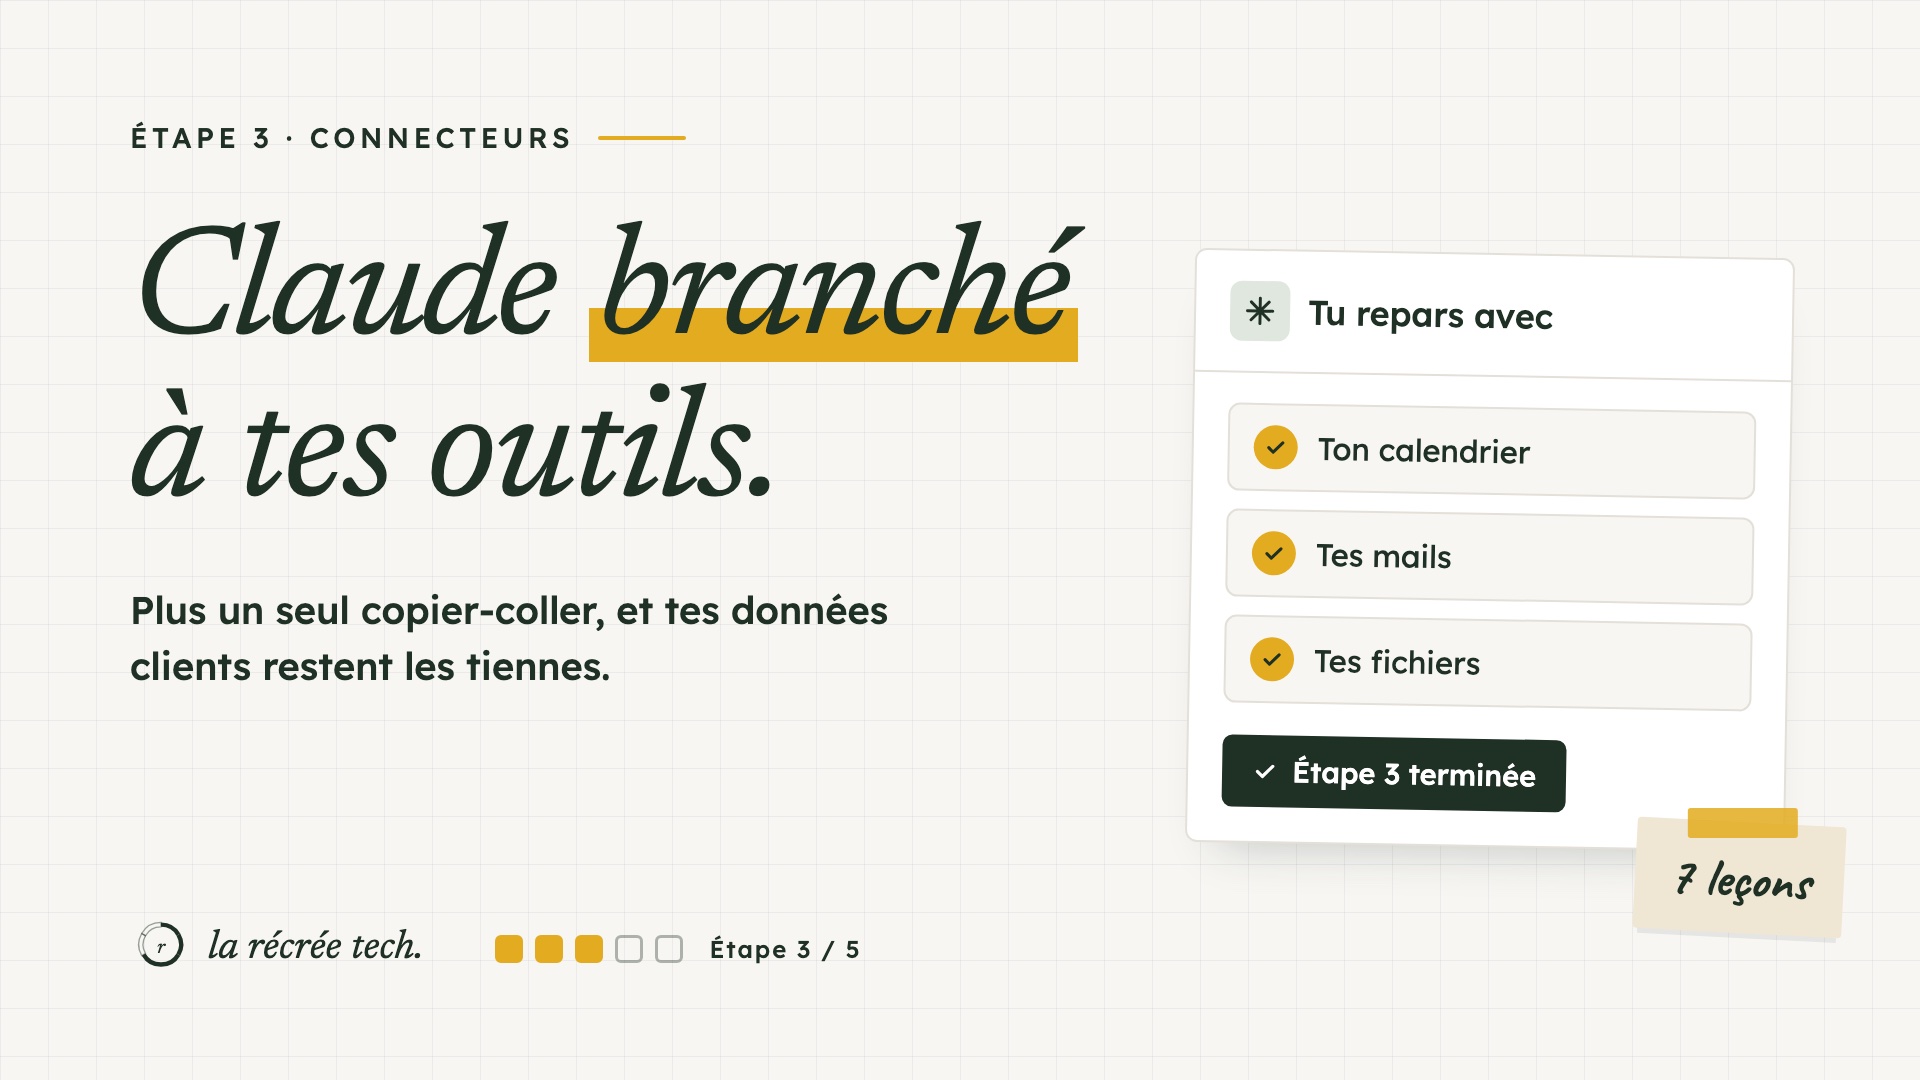 ÉTAPE 3 · CONNECTEURS
Claude branché
à tes outils.
Plus un seul copier-coller, et tes données
clients restent les tiennes.
Tu repars avec
Ton calendrier
Tes mails
Tes fichiers
Étape 3 terminée
7 leçons
r
la récrée tech.
Étape 3 / 5